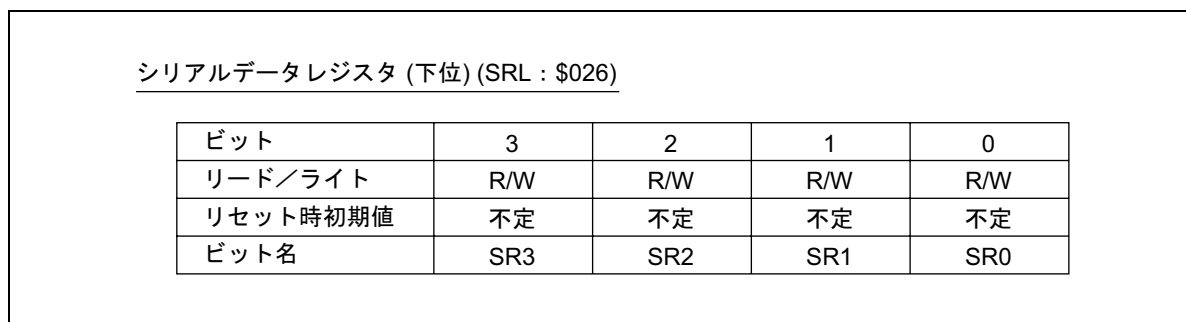 シリアルデータレジスタ (下位) (SRL : $026)
ビット 3 2 1 0
リード／ライト R/W R/W R/W R/W
リセット時初期値 不定 不定 不定 不定
ビット名 SR3 SR2 SR1 SR0